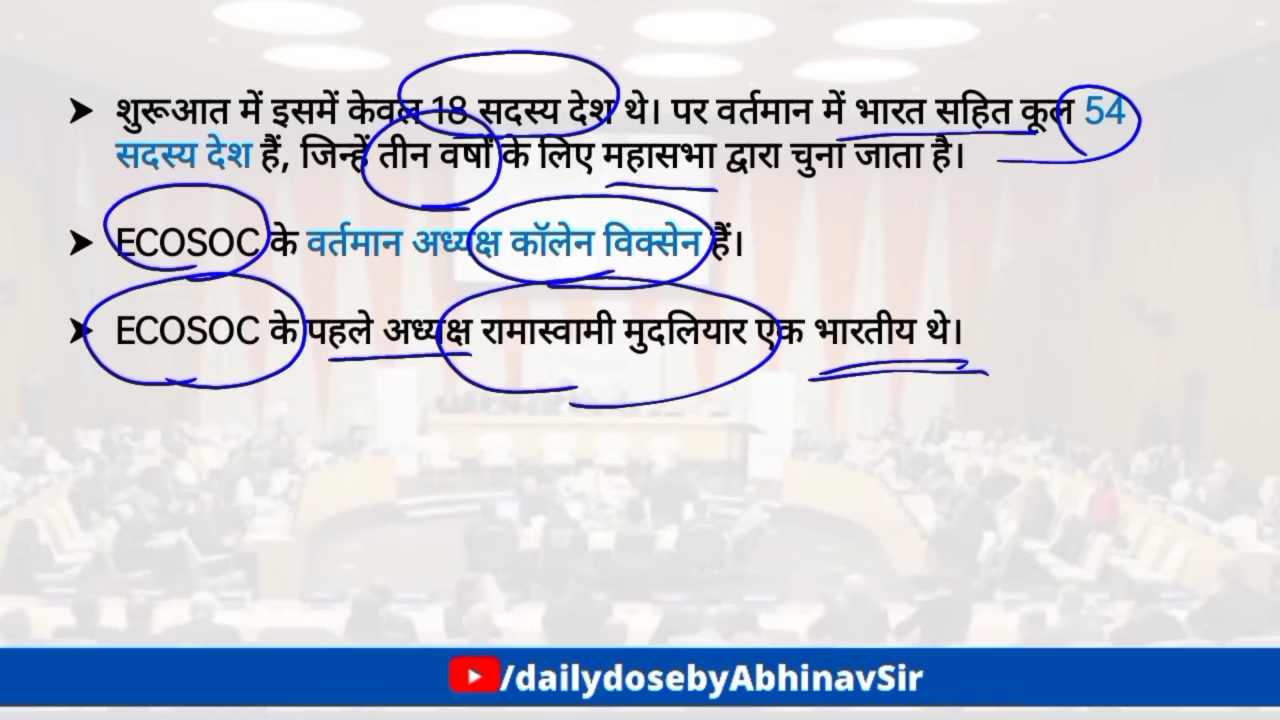 ➤ शुरूआत में इसमें केवल 18 सदस्य देश थे। पर वर्तमान में भारत सहित कूल 54
सदस्य देश हैं, जिन्हें तीन वर्षों के लिए महासभा द्वारा चुना जाता है।
➤ ECOSOC के वर्तमान अध्यक्ष कॉलेन विक्सेन हैं।
➤ ECOSOC के पहले अध्यक्ष रामास्वामी मुदलियार एक भारतीय थे।
/dailydosebyAbhinavSir